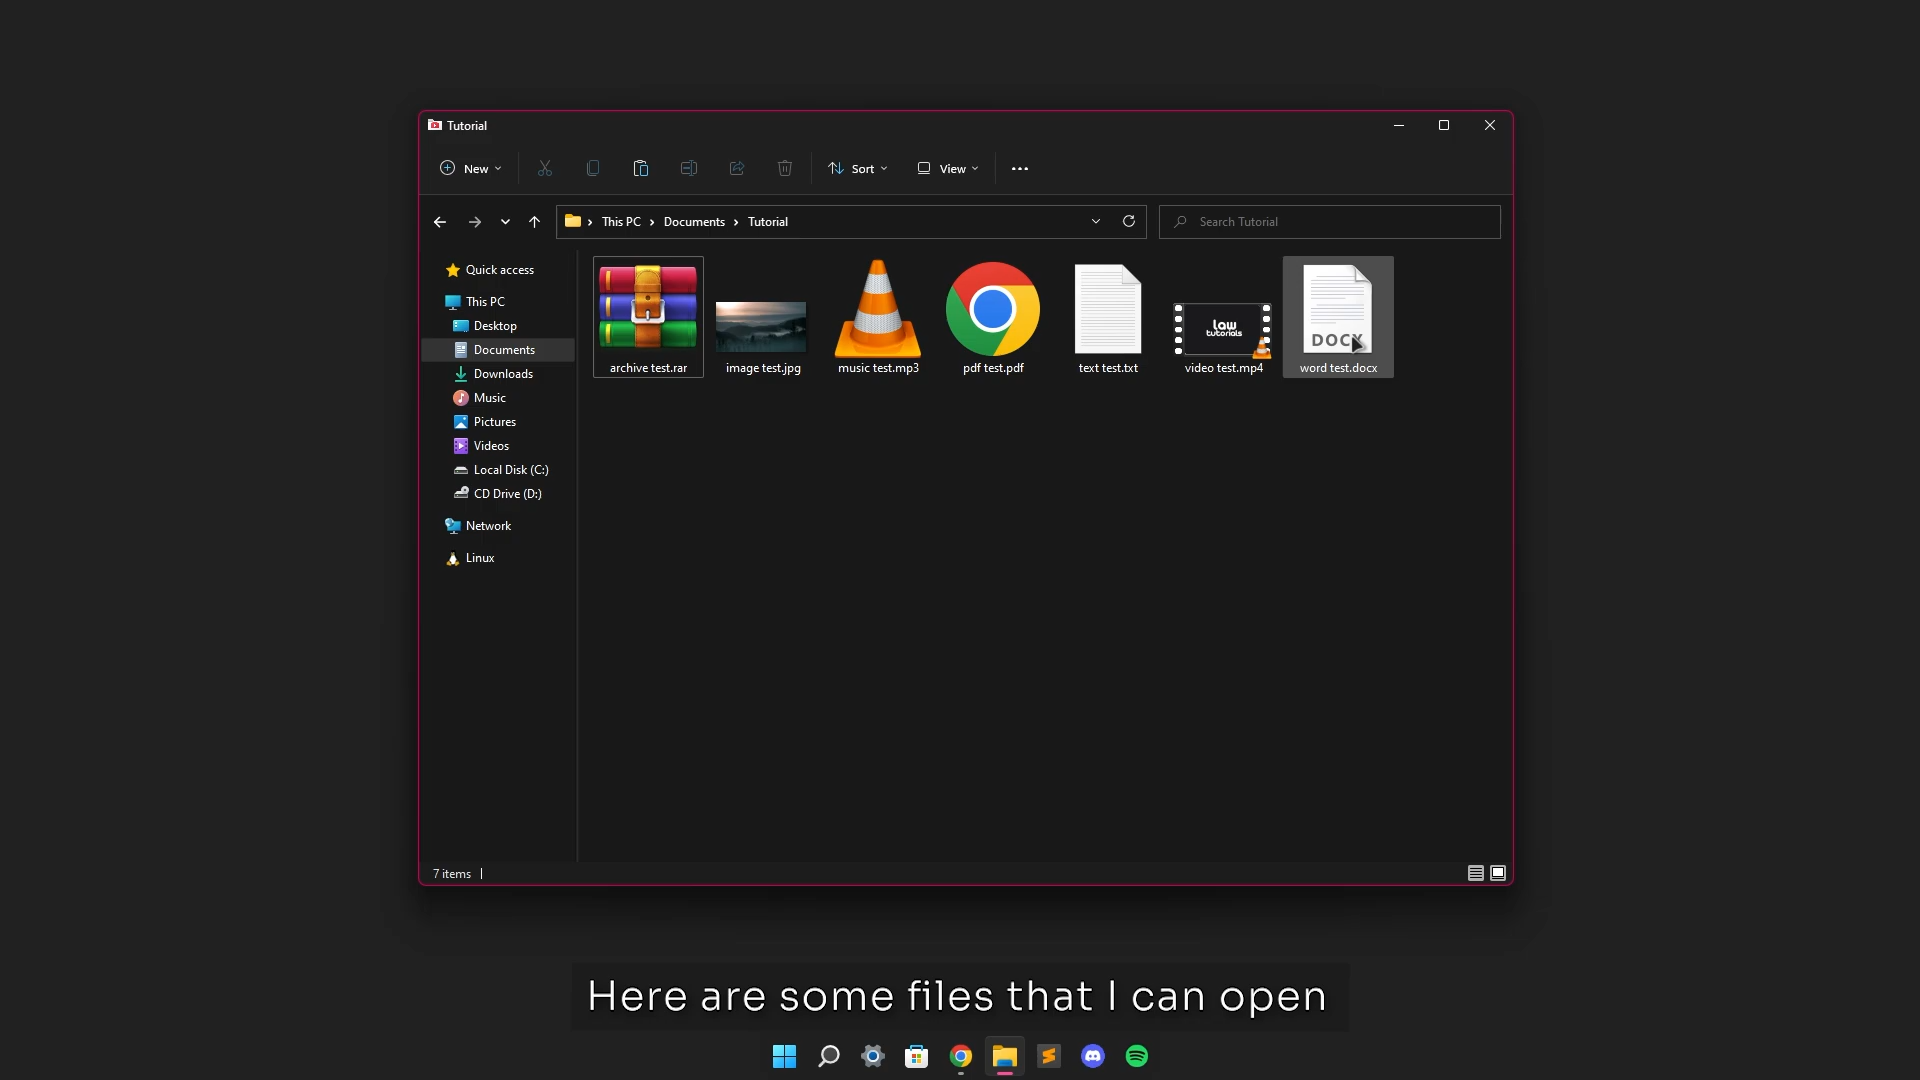 Tutorial
New
Sort
View
This PC
Documents
Tutorial
Search Tutorial
Quick access
This PC
Desktop
Documents
Downloads
Music
Pictures
Videos
Local Disk (C:)
CD Drive (D:)
Network
Linux
law
tutorials
DOCX
archive test.rar
image test.jpg
music test.mp3
pdf test.pdf
text test.txt
video test.mp4
word test.docx
7 items
Here are some files that I can open